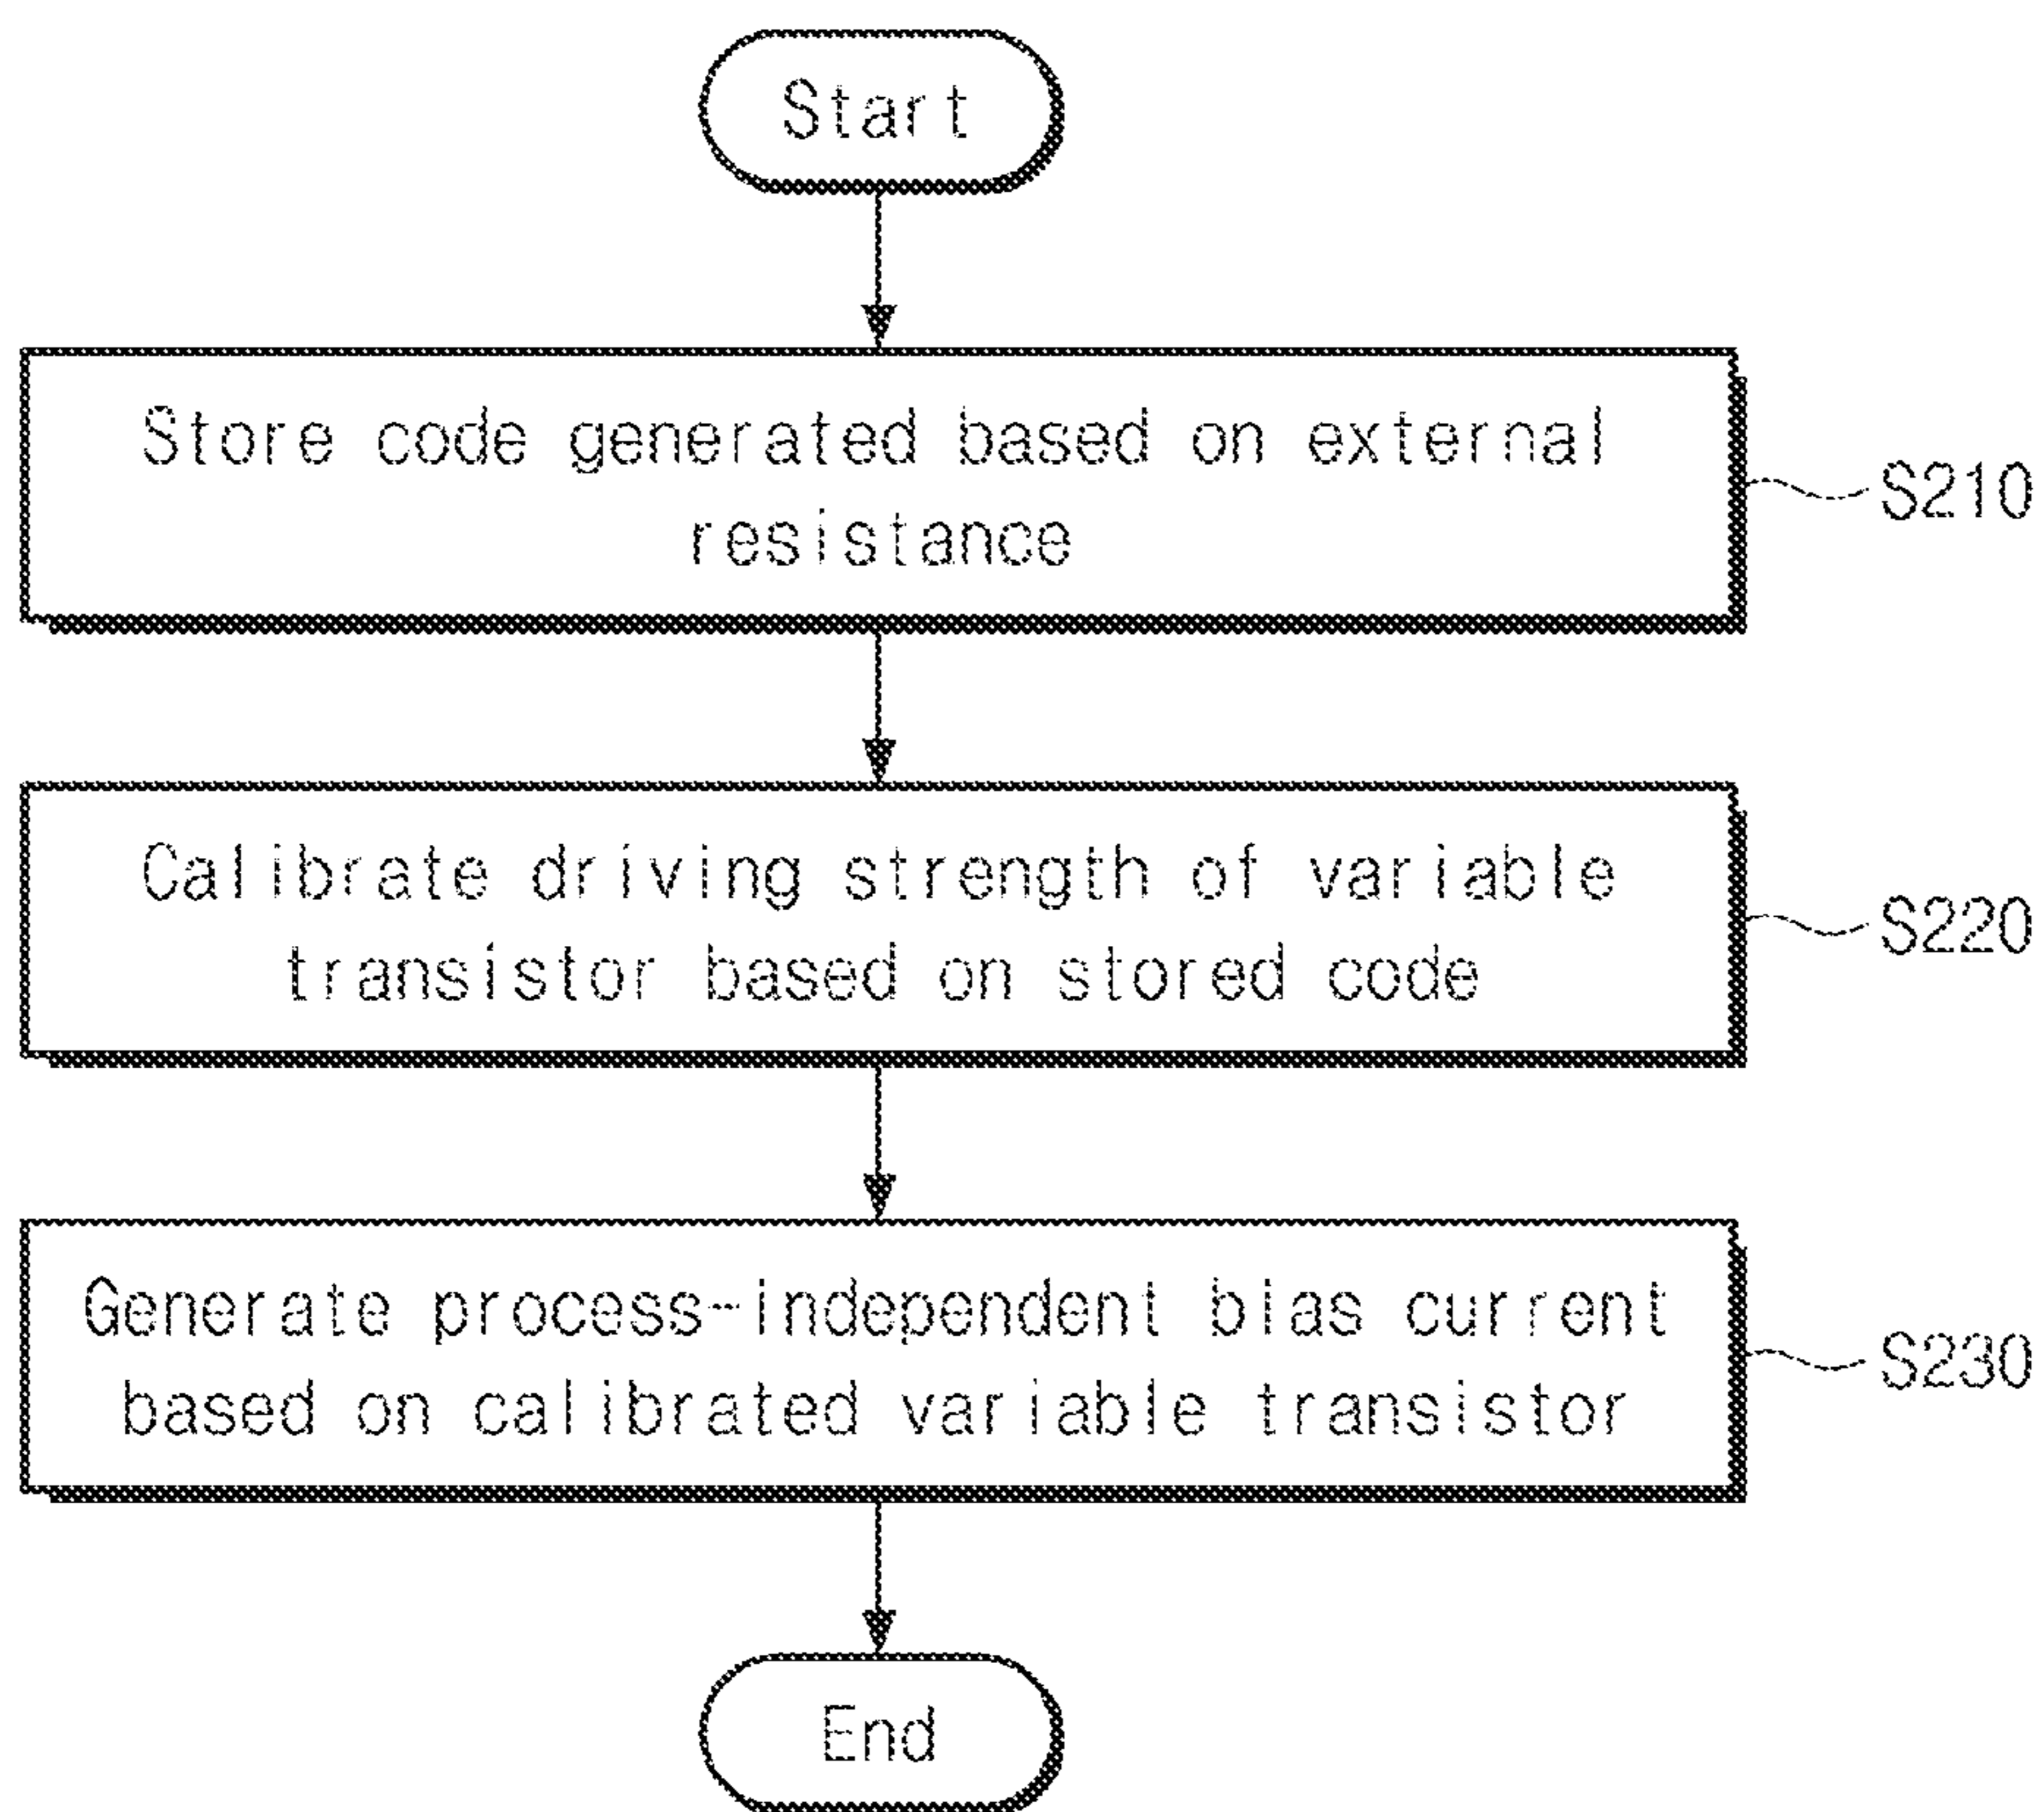 Start
Store code generated based on external
resistance
S210
Calibrate driving strength of variable
transistor based on stored code
S220
Generate process-independent bias current
based on calibrated variable transistor
S230
End